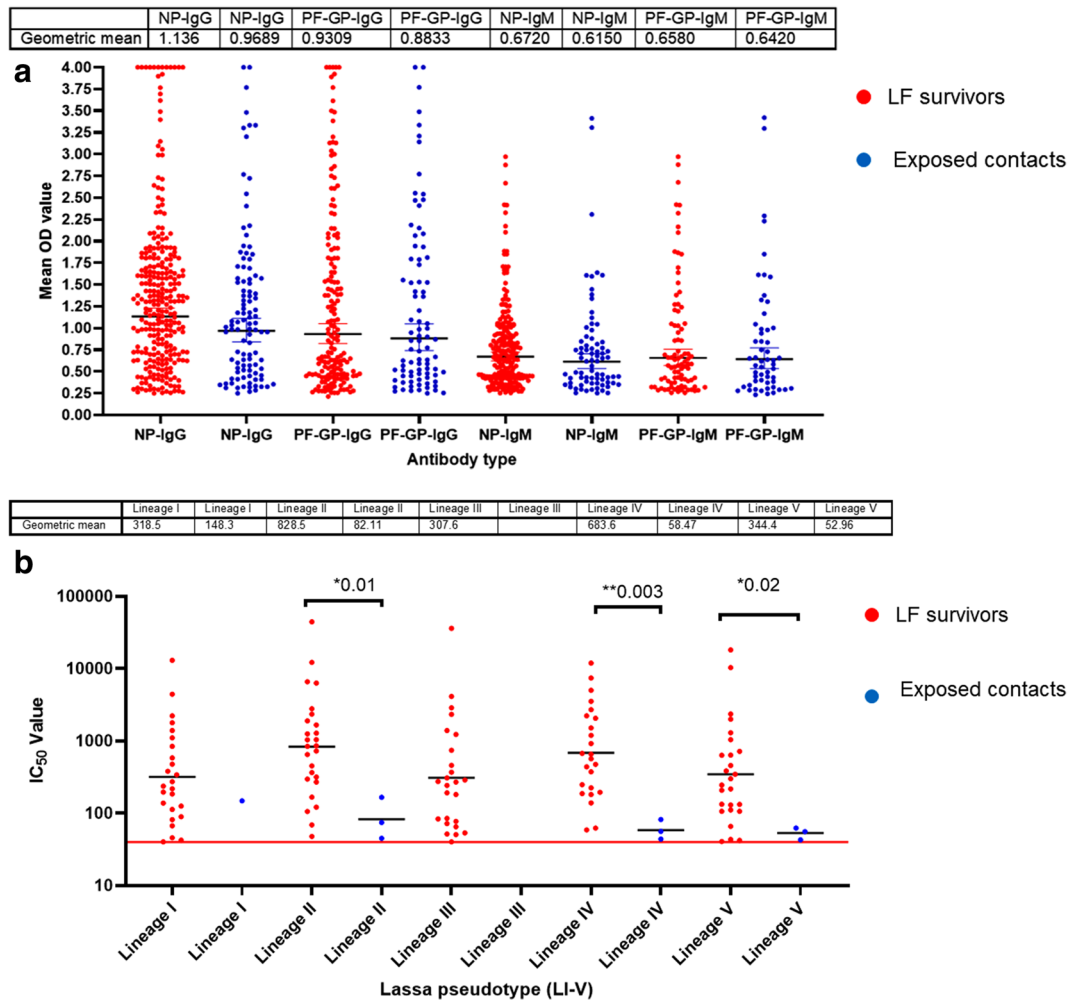 NP-IgG NP-IgG PF-GP-IgG PF-GP-IgG NP-IgM NP-IgM PF-GP-IgM PF-GP-IgM
Geometric mean 1.136 0.9689 0.9309 0.8833 0.6720 0.6150 0.6580 0.6420
a
LF survivors
Exposed contacts
Mean OD value
4.00
3.75
3.50
3.25
3.00
2.75
2.50
2.25
2.00
1.75
1.50
1.25
1.00
0.75
0.50
0.25
0.00
NP-IgG NP-IgG PF-GP-IgG PF-GP-IgG NP-IgM NP-IgM PF-GP-IgM PF-GP-IgM
Antibody type
Lineage I Lineage I Lineage II Lineage II Lineage III Lineage III Lineage IV Lineage IV Lineage V Lineage V
Geometric mean 318.5 148.3 828.5 82.11 307.6 683.6 58.47 344.4 52.96
b
*0.01 **0.003 *0.02
LF survivors
Exposed contacts
IC50 Value
100000
10000
1000
100
10
Lineage I Lineage I Lineage II Lineage II Lineage III Lineage III Lineage IV Lineage IV Lineage V Lineage V
Lassa pseudotype (LI-V)